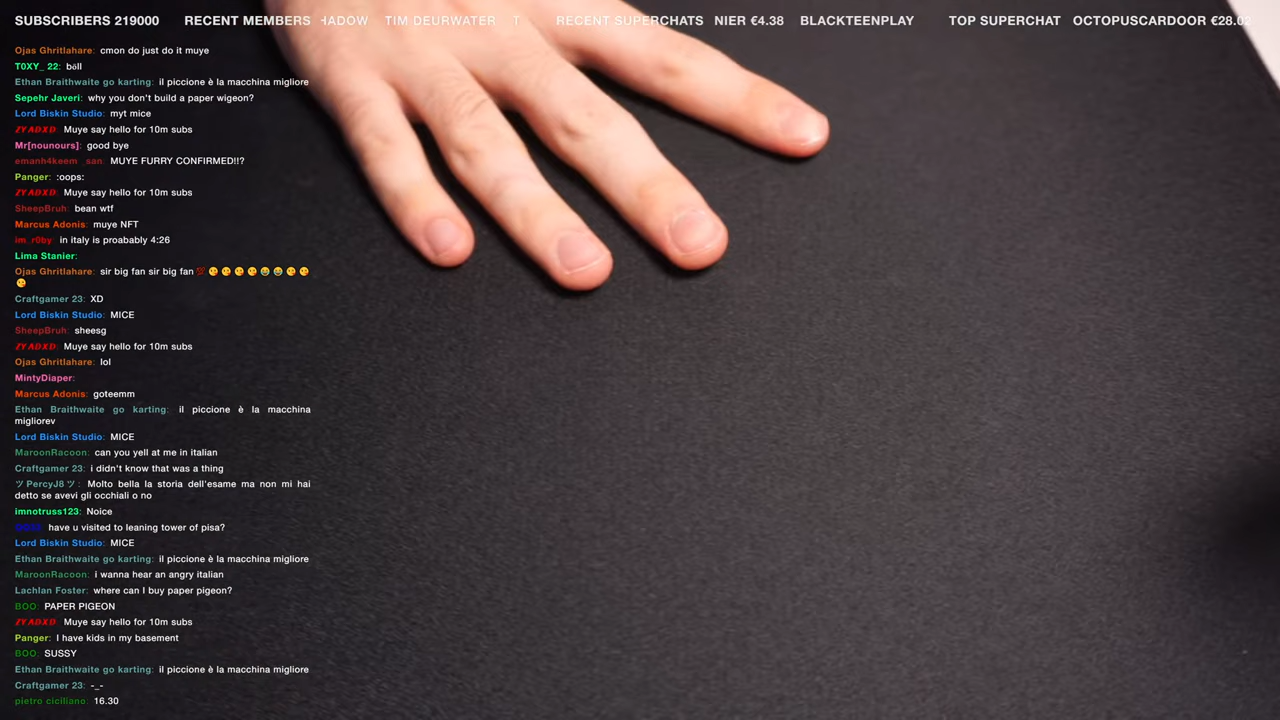 SUBSCRIBERS 219000 RECENT MEMBERS HADOW TIM DEURWATER T RECENT SUPERCHATS NIER €4.38 BLACKTEENPLAY TOP SUPERCHAT OCTOPUSCARDOOR €28.02
Ojas Ghritlahare: cmon do just do it muye
T0XY_ 22: bōll
Ethan Braithwaite go karting: il piccione è la macchina migliore
Sepehr Javeri: why you don't build a paper wigeon?
Lord Biskin Studio: myt mice
ZYADXD: Muye say hello for 10m subs
Mr[nounours]: good bye
emanh4keem _san: MUYE FURRY CONFIRMED!!?
Panger: :oops:
ZYADXD: Muye say hello for 10m subs
SheepBruh: bean wtf
Marcus Adonis: muye NFT
im_r0by: in italy is proabably 4:26
Lima Stanier:
Ojas Ghritlahare: sir big fan sir big fan 💯😘😘😘😘😂😂😘😘
😘
Craftgamer 23: XD
Lord Biskin Studio: MICE
SheepBruh: sheesg
ZYADXD: Muye say hello for 10m subs
Ojas Ghritlahare: lol
MintyDiaper:
Marcus Adonis: goteemm
Ethan Braithwaite go karting: il piccione è la macchina
migliorev
Lord Biskin Studio: MICE
MaroonRacoon: can you yell at me in italian
Craftgamer 23: i didn't know that was a thing
ツPercyJ8ツ: Molto bella la storia dell'esame ma non mi hai
detto se avevi gli occhiali o no
imnotruss123: Noice
have u visited to leaning tower of pisa?
Lord Biskin Studio: MICE
Ethan Braithwaite go karting: il piccione è la macchina migliore
MaroonRacoon: i wanna hear an angry italian
Lachlan Foster: where can I buy paper pigeon?
BOO: PAPER PIGEON
ZYADXD: Muye say hello for 10m subs
Panger: I have kids in my basement
BOO: SUSSY
Ethan Braithwaite go karting: il piccione è la macchina migliore
Craftgamer 23: -_-
pietro ciciliano: 16.30